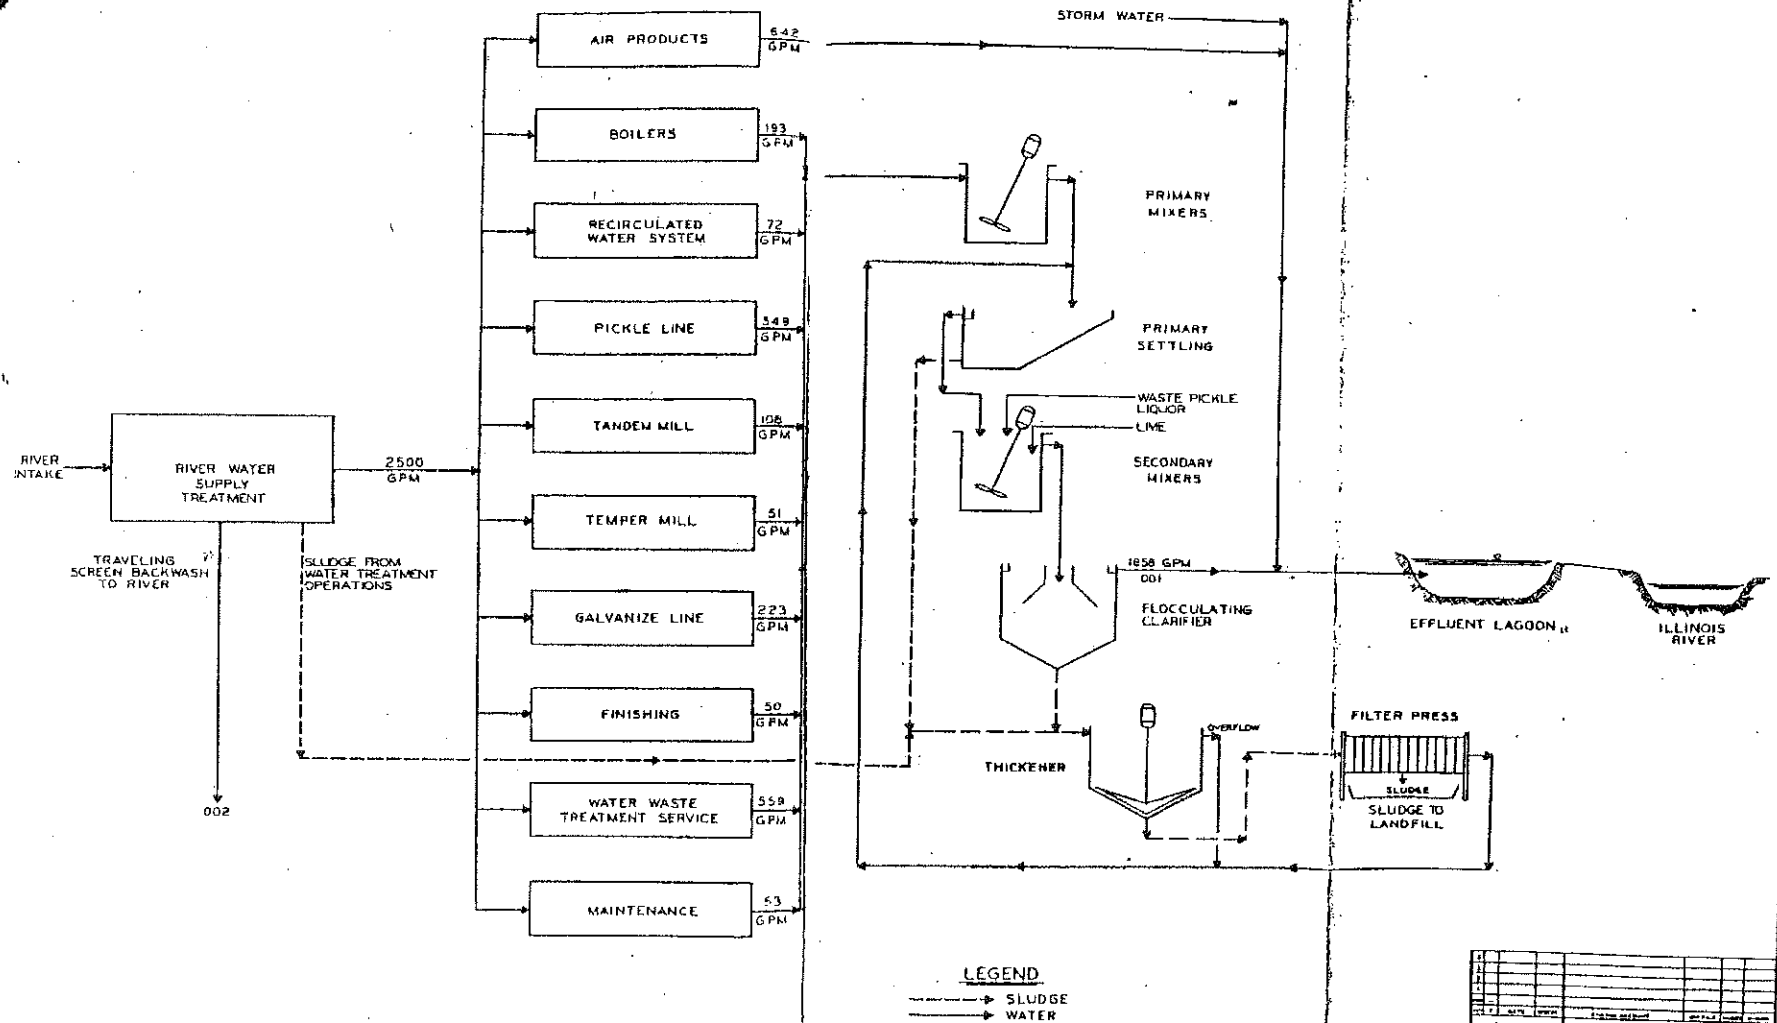 STORM WATER
AIR PRODUCTS
642
GPM
BOILERS
193
GPM
PRIMARY
MIXERS
RECIRCULATED
WATER SYSTEM
72
GPM
PICKLE LINE
549
GPM
PRIMARY
SETTLING
WASTE PICKLE
LIQUOR
LIME
TANDEM MILL
108
GPM
RIVER
INTAKE
RIVER WATER
SUPPLY
TREATMENT
2500
GPM
SECONDARY
MIXERS
TEMPER MILL
51
GPM
TRAVELING
SCREEN BACKWASH
TO RIVER
SLUDGE FROM
WATER TREATMENT
OPERATIONS
1858 GPM
001
FLOCCULATING
CLARIFIER
GALVANIZE LINE
223
GPM
EFFLUENT LAGOON
ILLINOIS
RIVER
FINISHING
50
GPM
OVERFLOW
FILTER PRESS
THICKENER
SLUDGE
SLUDGE TO
LANDFILL
WATER WASTE
TREATMENT SERVICE
559
GPM
002
MAINTENANCE
53
GPM
LEGEND
SLUDGE
WATER